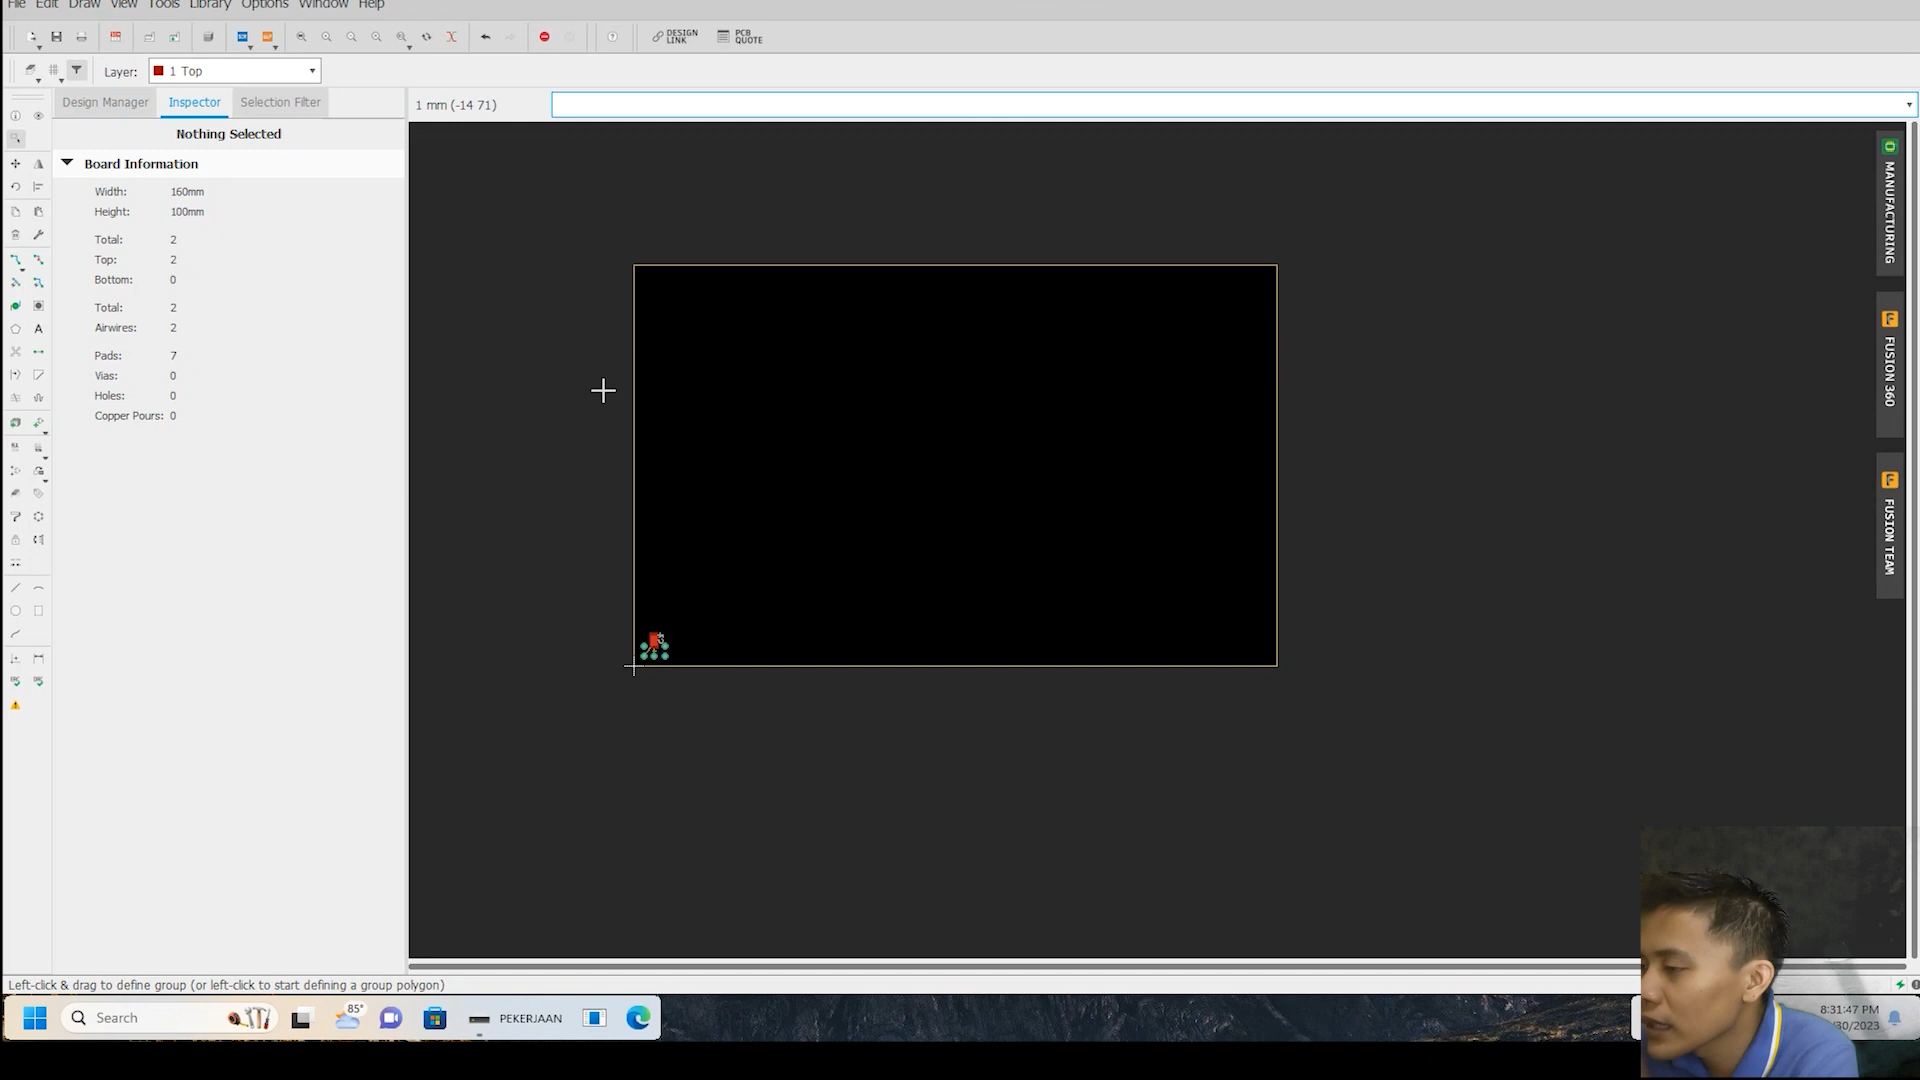 File Edit Draw View Tools Library Options Window Help
DESIGN LINK
PCB QUOTE
Layer: 1 Top
Design Manager Inspector Selection Filter
1 mm (-14 71)
Nothing Selected
Board Information
Width: 160mm
Height: 100mm
Total: 2
Top: 2
Bottom: 0
Total: 2
Airwires: 2
Pads: 7
Vias: 0
Holes: 0
Copper Pours: 0
MANUFACTURING
FUSION 360
FUSION TEAM
Left-click & drag to define group (or left-click to start defining a group polygon)
Search
85°
PEKERJAAN
8:31:47 PM
/30/2023